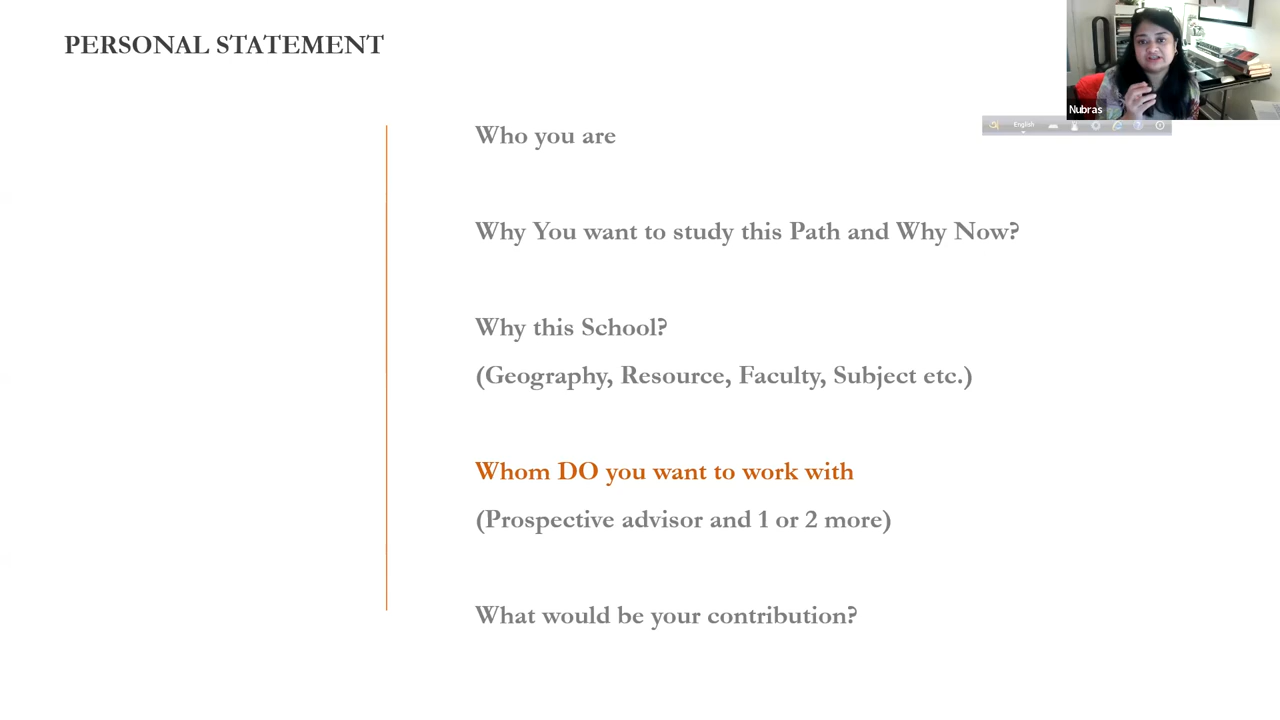 PERSONAL STATEMENT
Nubras
English
Who you are
Why You want to study this Path and Why Now?
Why this School?
(Geography, Resource, Faculty, Subject etc.)
Whom DO you want to work with
(Prospective advisor and 1 or 2 more)
What would be your contribution?